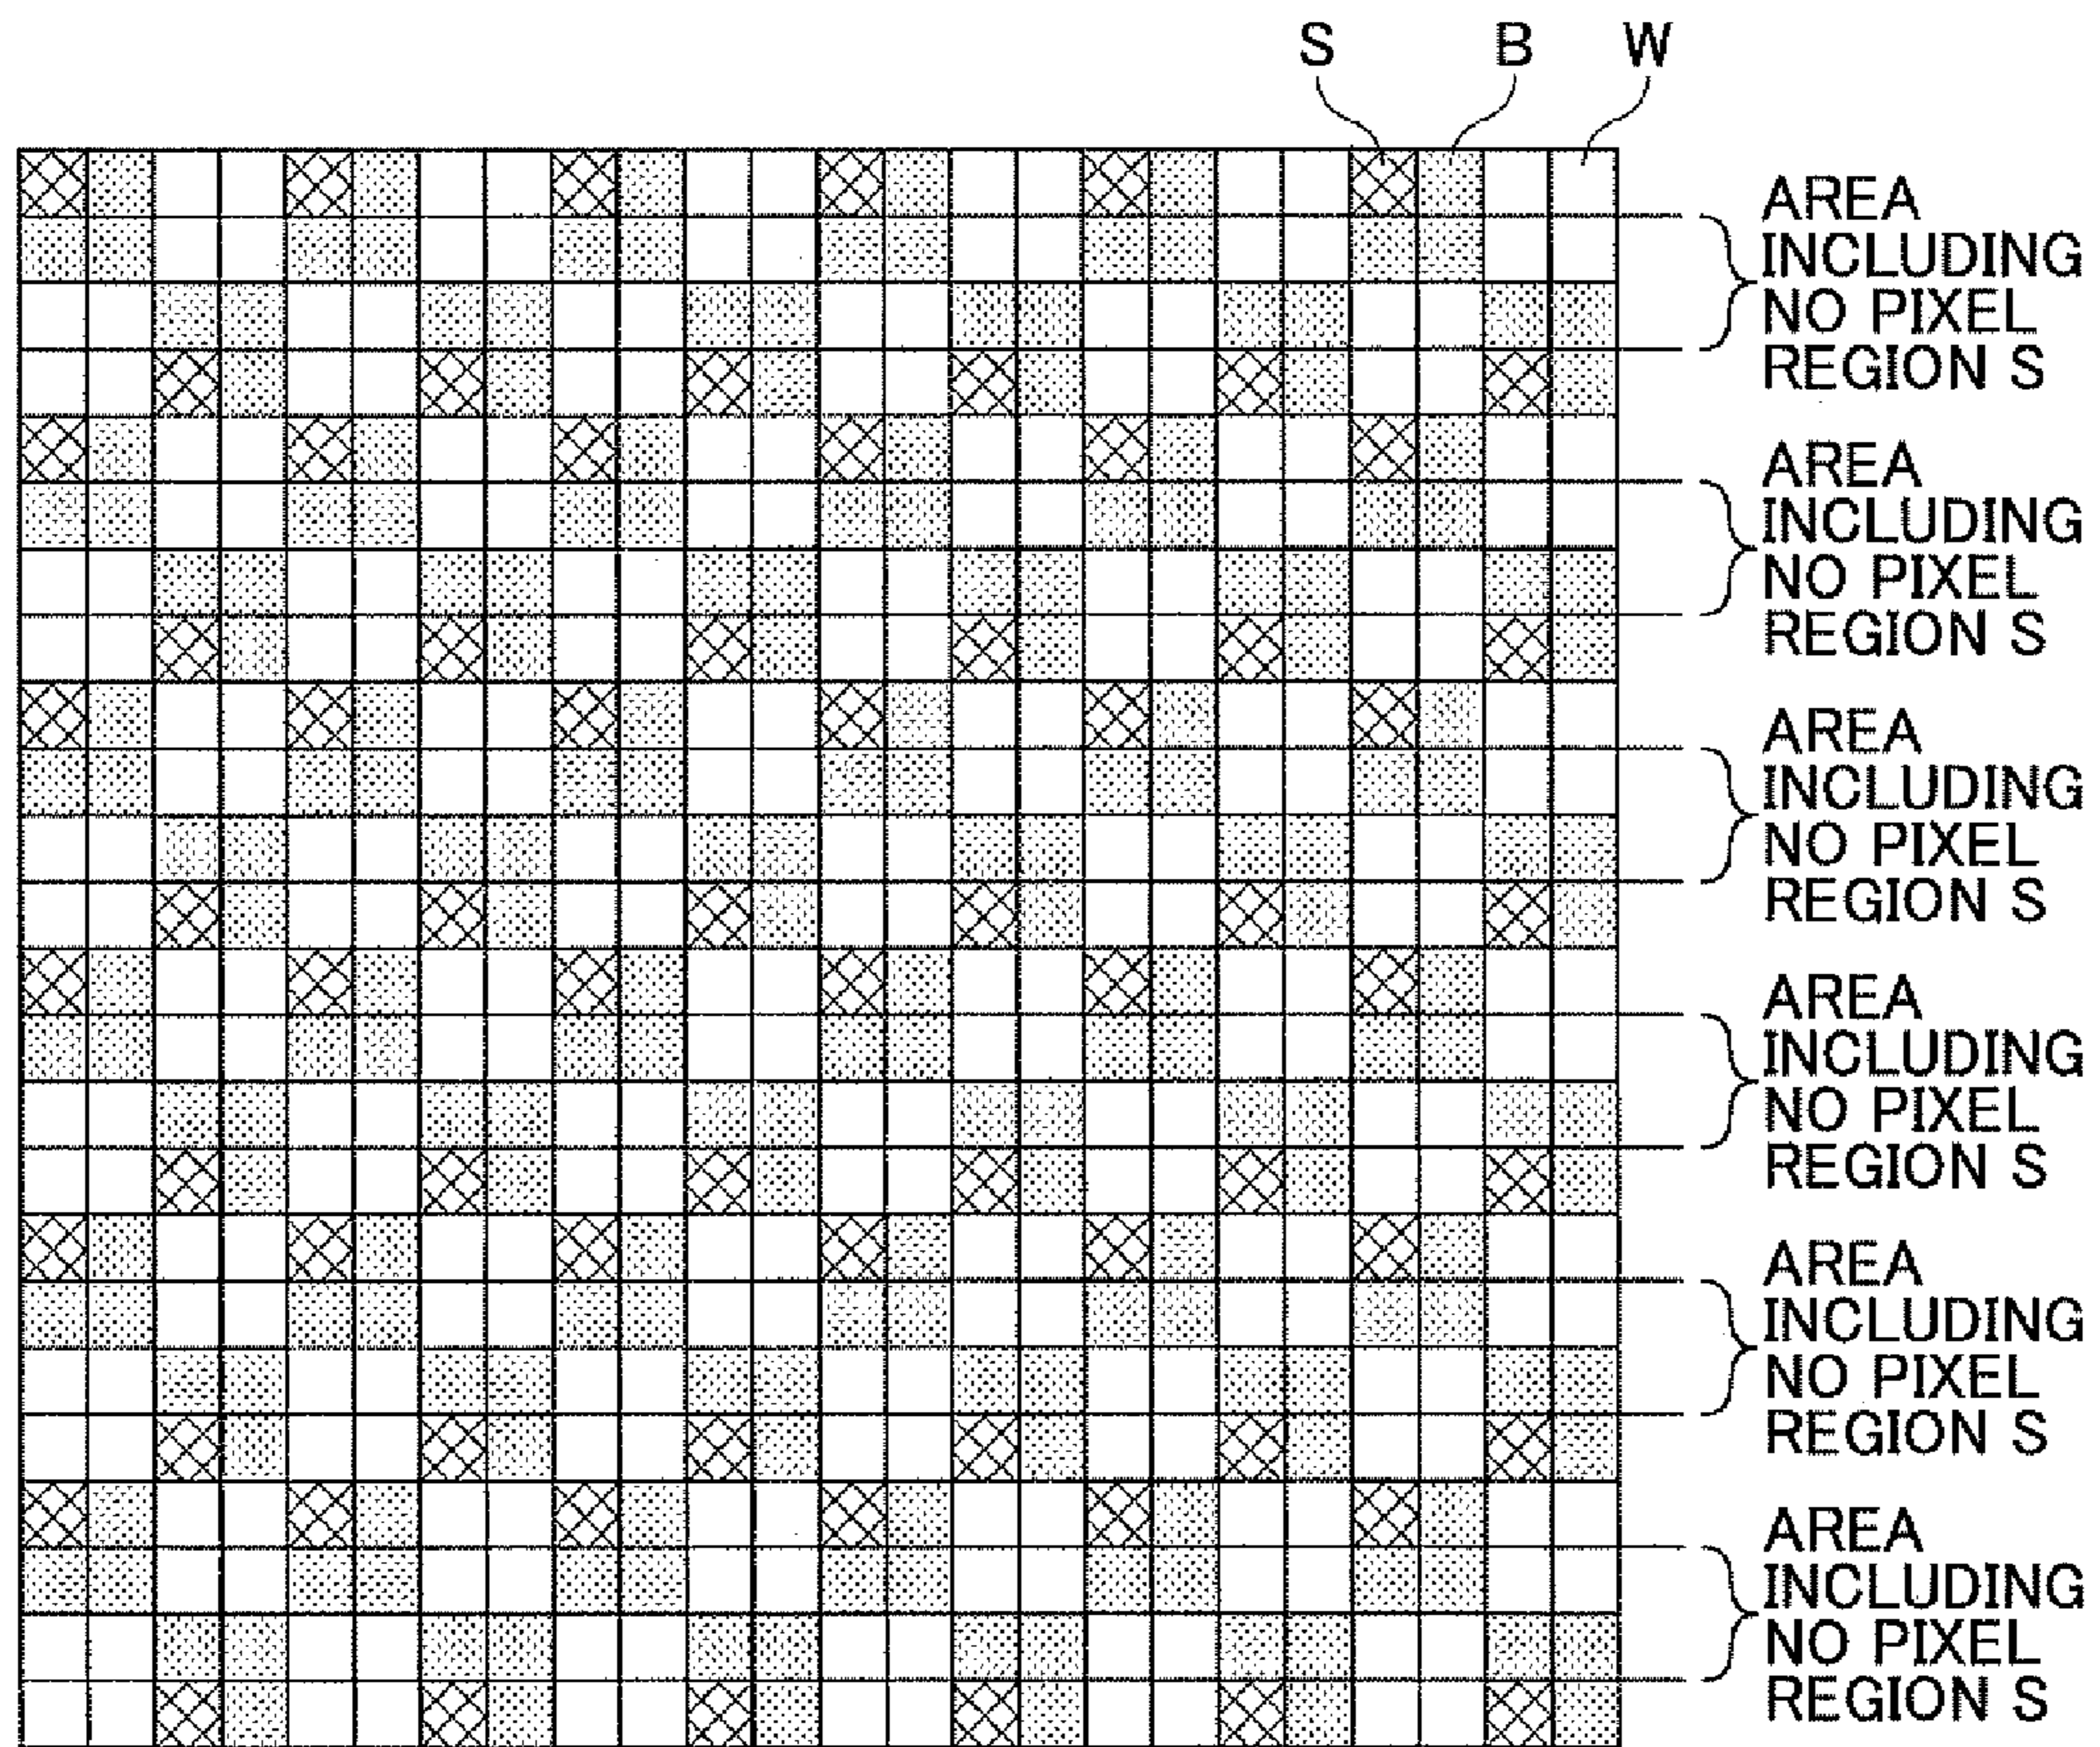 S B W
AREA
INCLUDING
NO PIXEL
REGION S
AREA
INCLUDING
NO PIXEL
REGION S
AREA
INCLUDING
NO PIXEL
REGION S
AREA
INCLUDING
NO PIXEL
REGION S
AREA
INCLUDING
NO PIXEL
REGION S
AREA
INCLUDING
NO PIXEL
REGION S